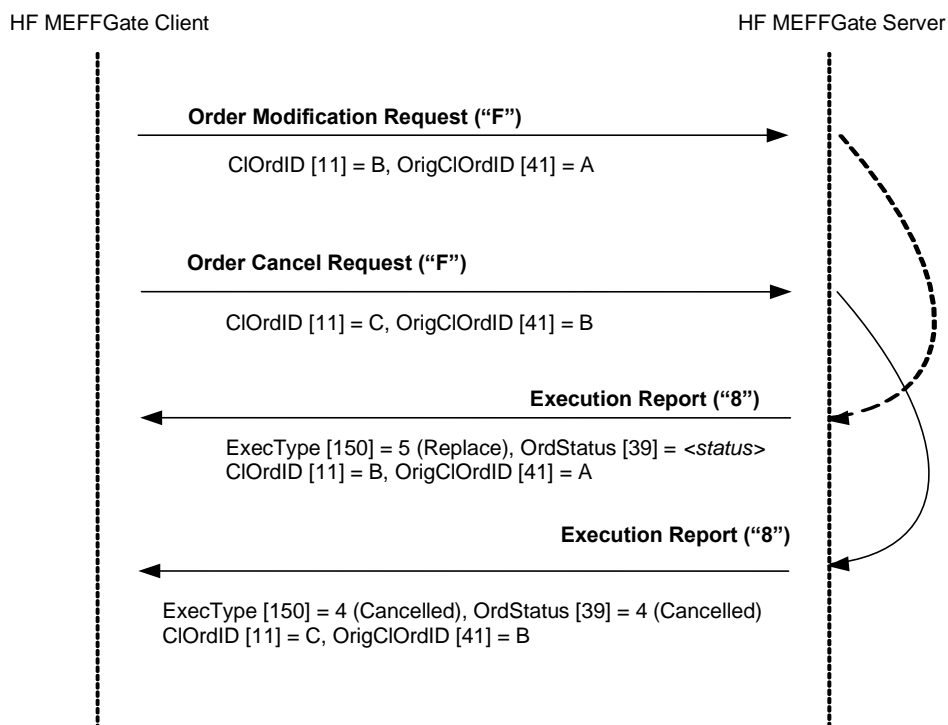 HF MEFFGate Client
HF MEFFGate Server
Order Modification Request (“F”)
ClOrdID [11] = B, OrigClOrdID [41] = A
Order Cancel Request (“F”)
ClOrdID [11] = C, OrigClOrdID [41] = B
Execution Report (“8”)
ExecType [150] = 5 (Replace), OrdStatus [39] = <status>
ClOrdID [11] = B, OrigClOrdID [41] = A
Execution Report (“8”)
ExecType [150] = 4 (Cancelled), OrdStatus [39] = 4 (Cancelled)
ClOrdID [11] = C, OrigClOrdID [41] = B